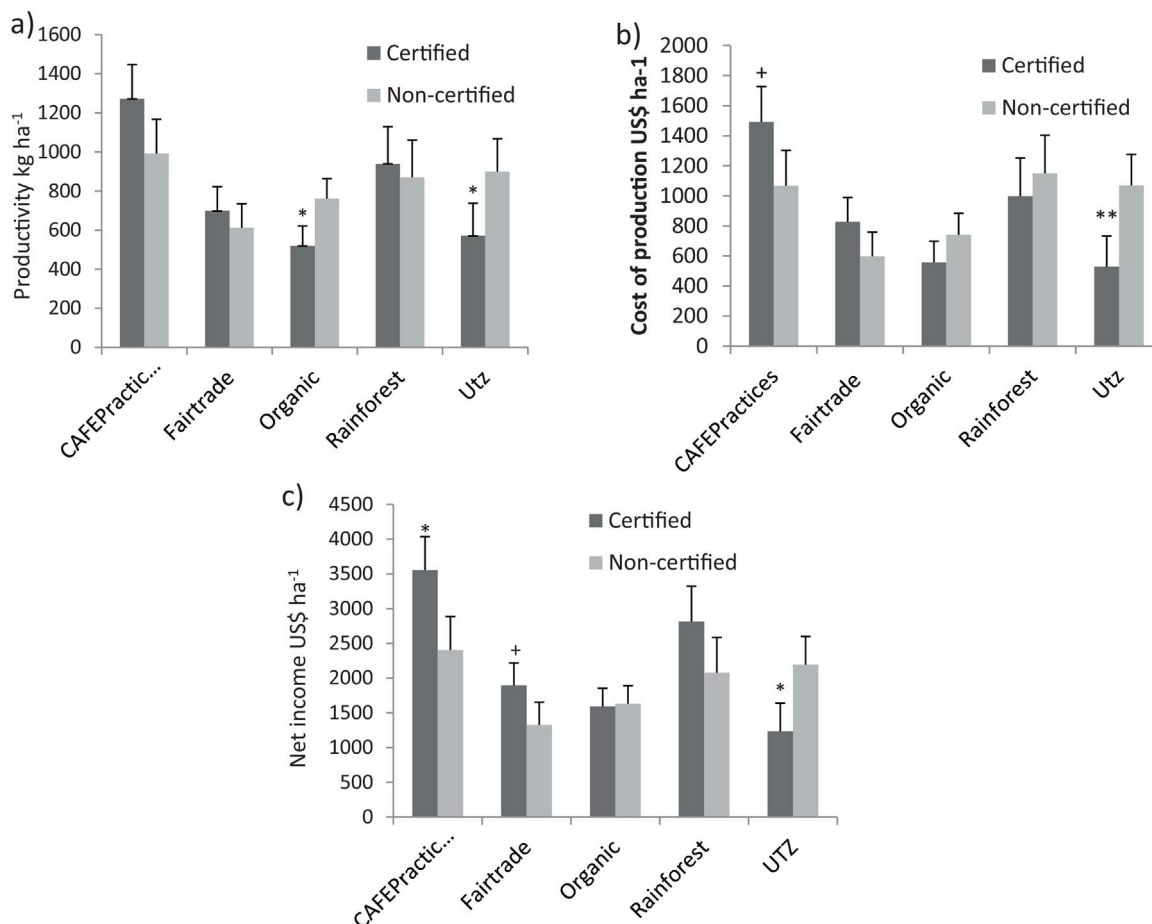 a)
Productivity kg ha-1
1600
1400
1200
1000
800
600
400
200
0
Certified
Non-certified
*
*
CAFEPractic...
Fairtrade
Organic
Rainforest
Utz
b)
Cost of production US$ ha-1
2000
1800
1600
1400
1200
1000
800
600
400
200
0
Certified
Non-certified
+
**
CAFEPractices
Fairtrade
Organic
Rainforest
Utz
c)
Net income US$ ha-1
4500
4000
3500
3000
2500
2000
1500
1000
500
0
Certified
Non-certified
*
+
*
CAFEPractic...
Fairtrade
Organic
Rainforest
UTZ